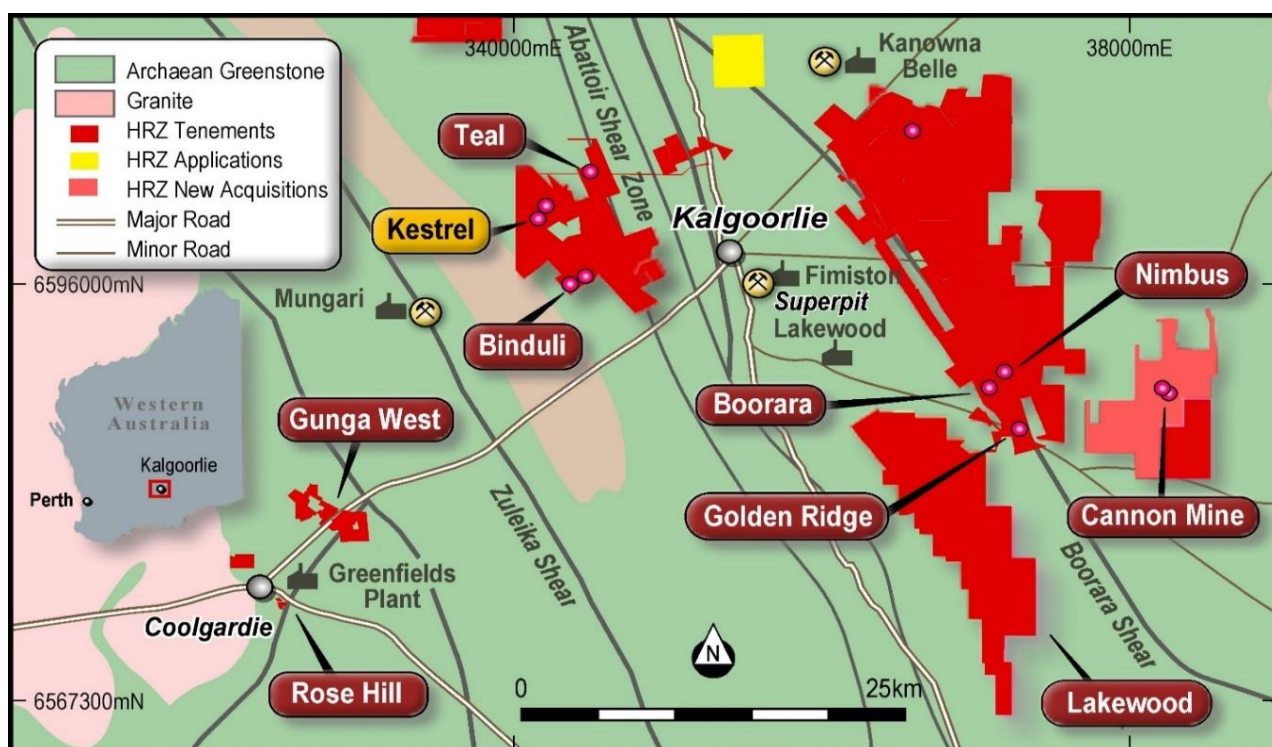 Archaean Greenstone
Granite
HRZ Tenements
HRZ Applications
HRZ New Acquisitions
Major Road
Minor Road
340000mE
38000mE
Abattoir Shear Zone
Kanowna
Belle
Teal
Kestrel
Kalgoorlie
6596000mN
Mungari
Fimiston
Superpit
Lakewood
Nimbus
Binduli
Western
Australia
Kalgoorlie
Perth
Gunga West
Boorara
Zuleika Shear
Golden Ridge
Cannon Mine
Greenfields
Plant
Boorara Shear
Coolgardie
N
Rose Hill
0
25km
Lakewood
6567300mN